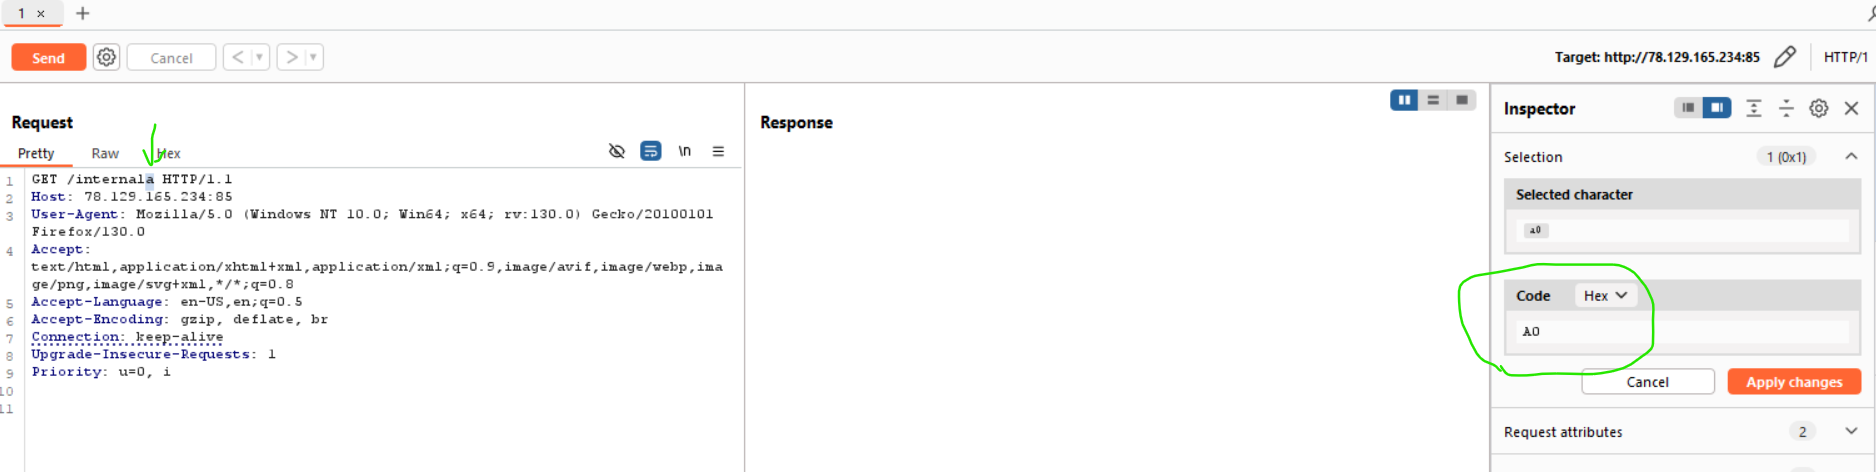 1 × +
Send Cancel < > Target: http://78.129.165.234:85 HTTP/1
Request
Pretty Raw Hex \n
1 GET /internala HTTP/1.1
2 Host: 78.129.165.234:85
3 User-Agent: Mozilla/5.0 (Windows NT 10.0; Win64; x64; rv:130.0) Gecko/20100101
Firefox/130.0
4 Accept:
text/html,application/xhtml+xml,application/xml;q=0.9,image/avif,image/webp,ima
ge/png,image/svg+xml,*/*;q=0.8
5 Accept-Language: en-US,en;q=0.5
6 Accept-Encoding: gzip, deflate, br
7 Connection: keep-alive
8 Upgrade-Insecure-Requests: 1
9 Priority: u=0, i
10
11
Response
Inspector
Selection 1 (0x1)
Selected character
a0
Code Hex
A0
Cancel Apply changes
Request attributes 2